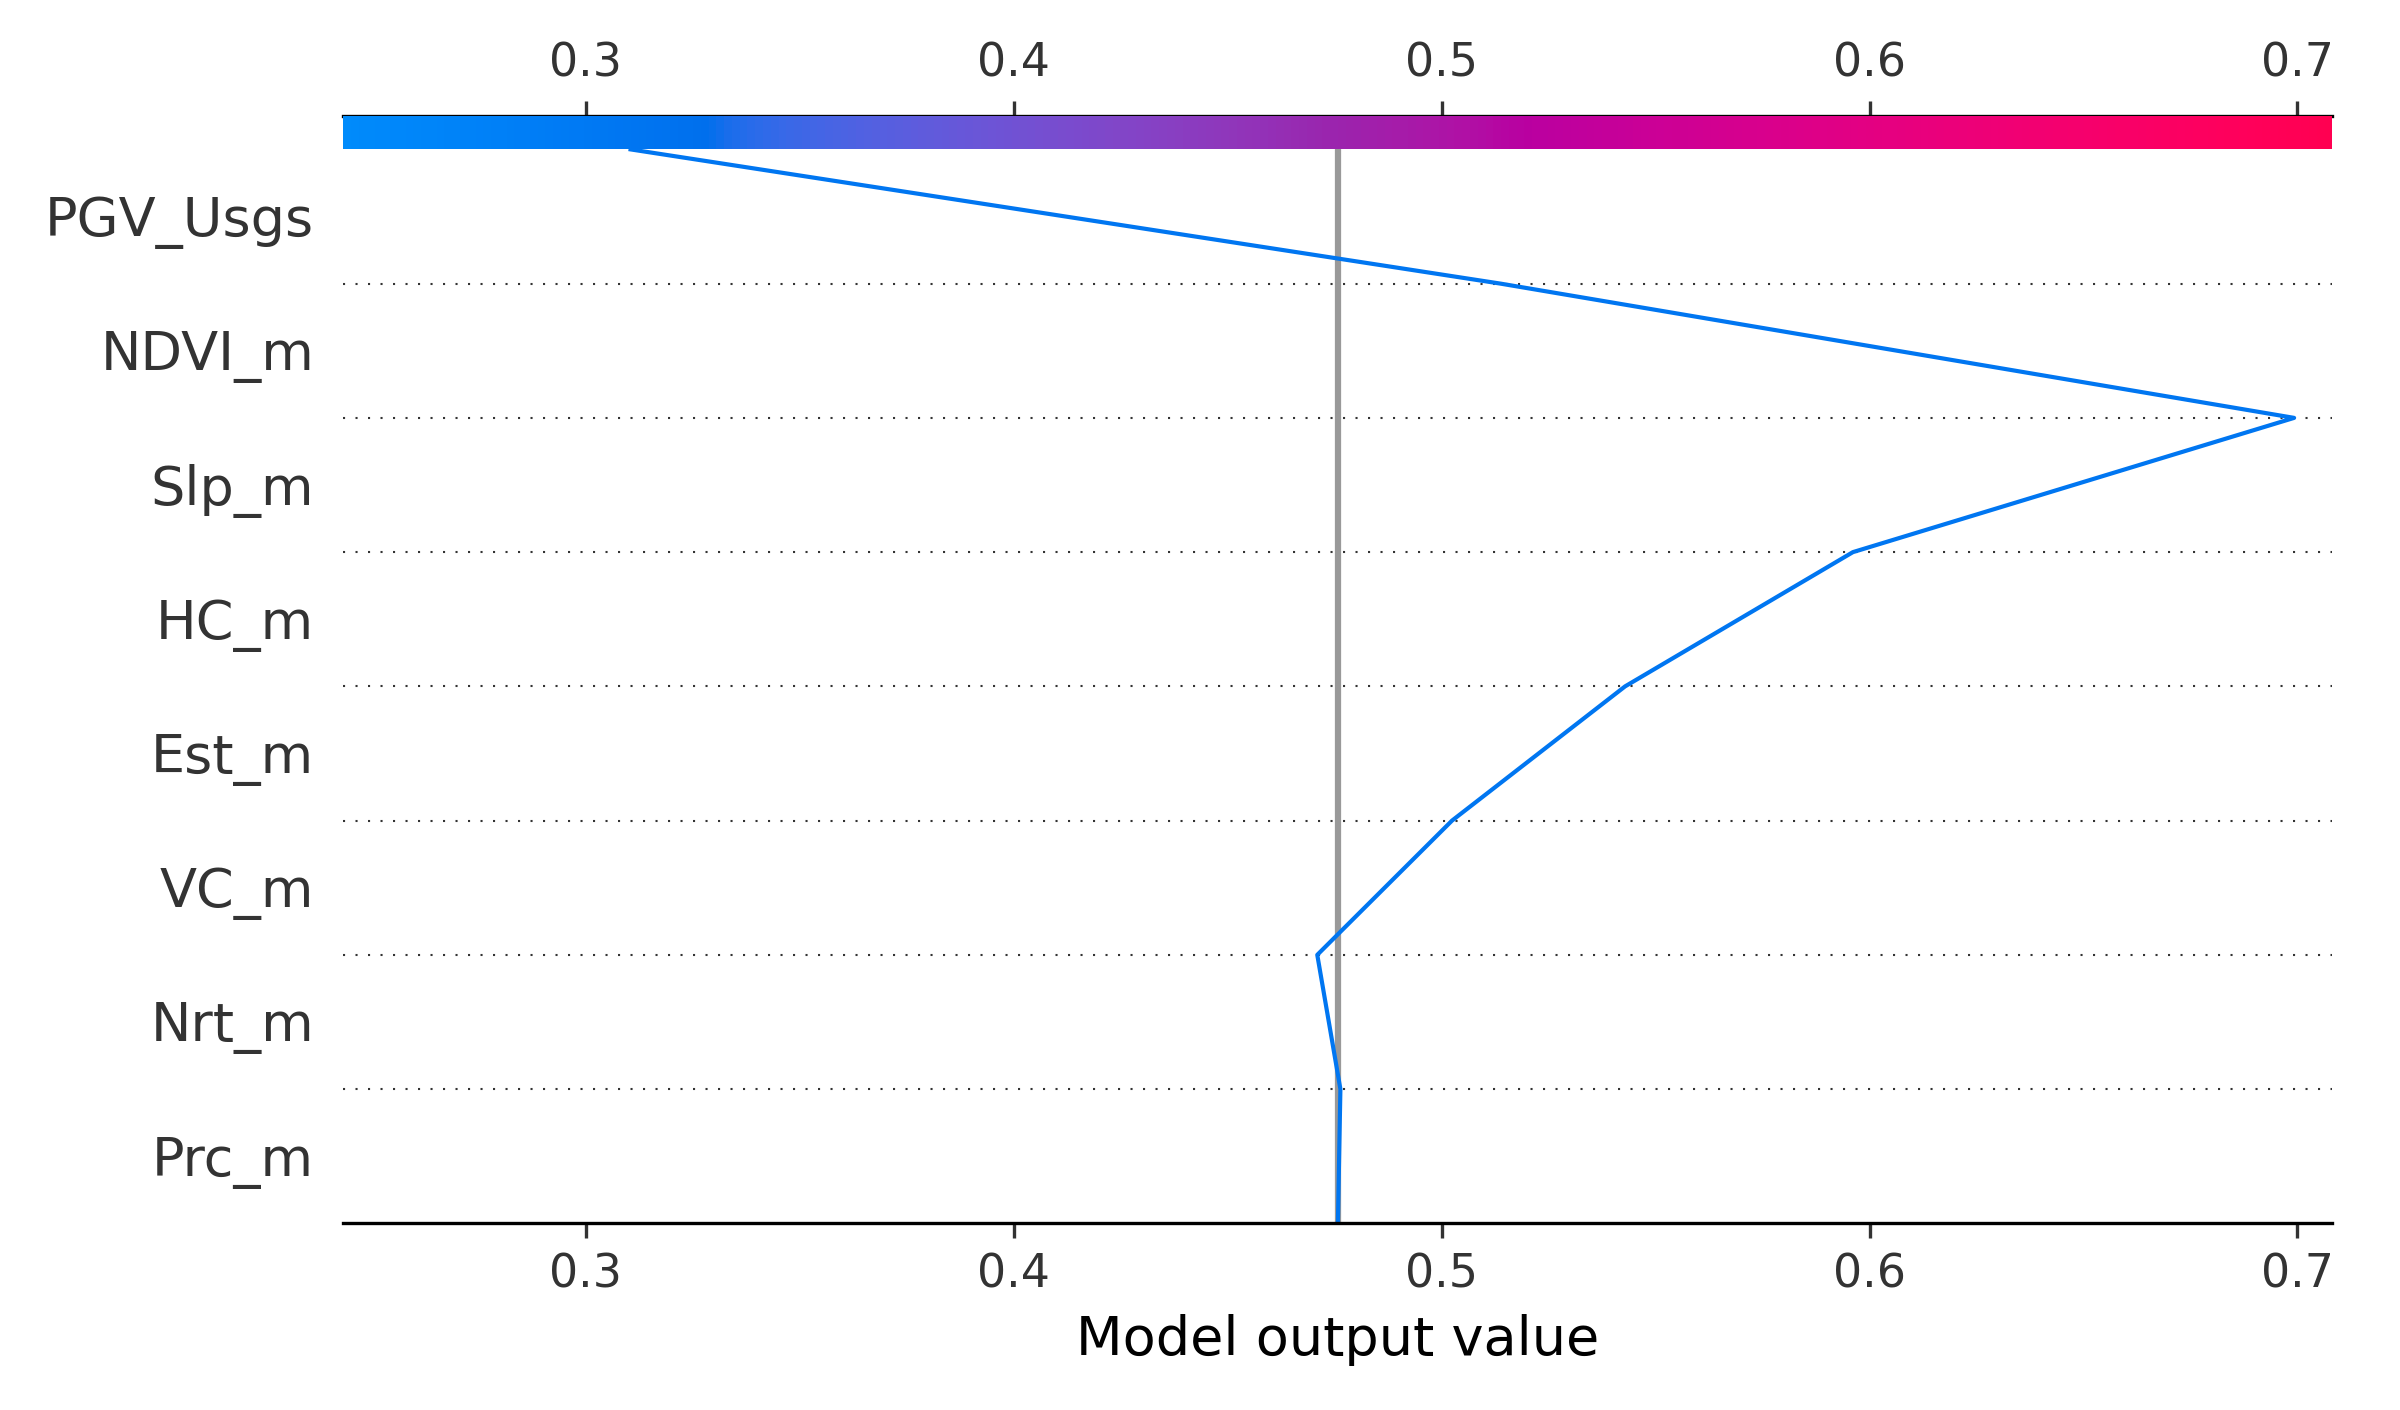 0.3 0.4 0.5 0.6 0.7
PGV_Usgs
NDVI_m
Slp_m
HC_m
Est_m
VC_m
Nrt_m
Prc_m
0.3 0.4 0.5 0.6 0.7
Model output value